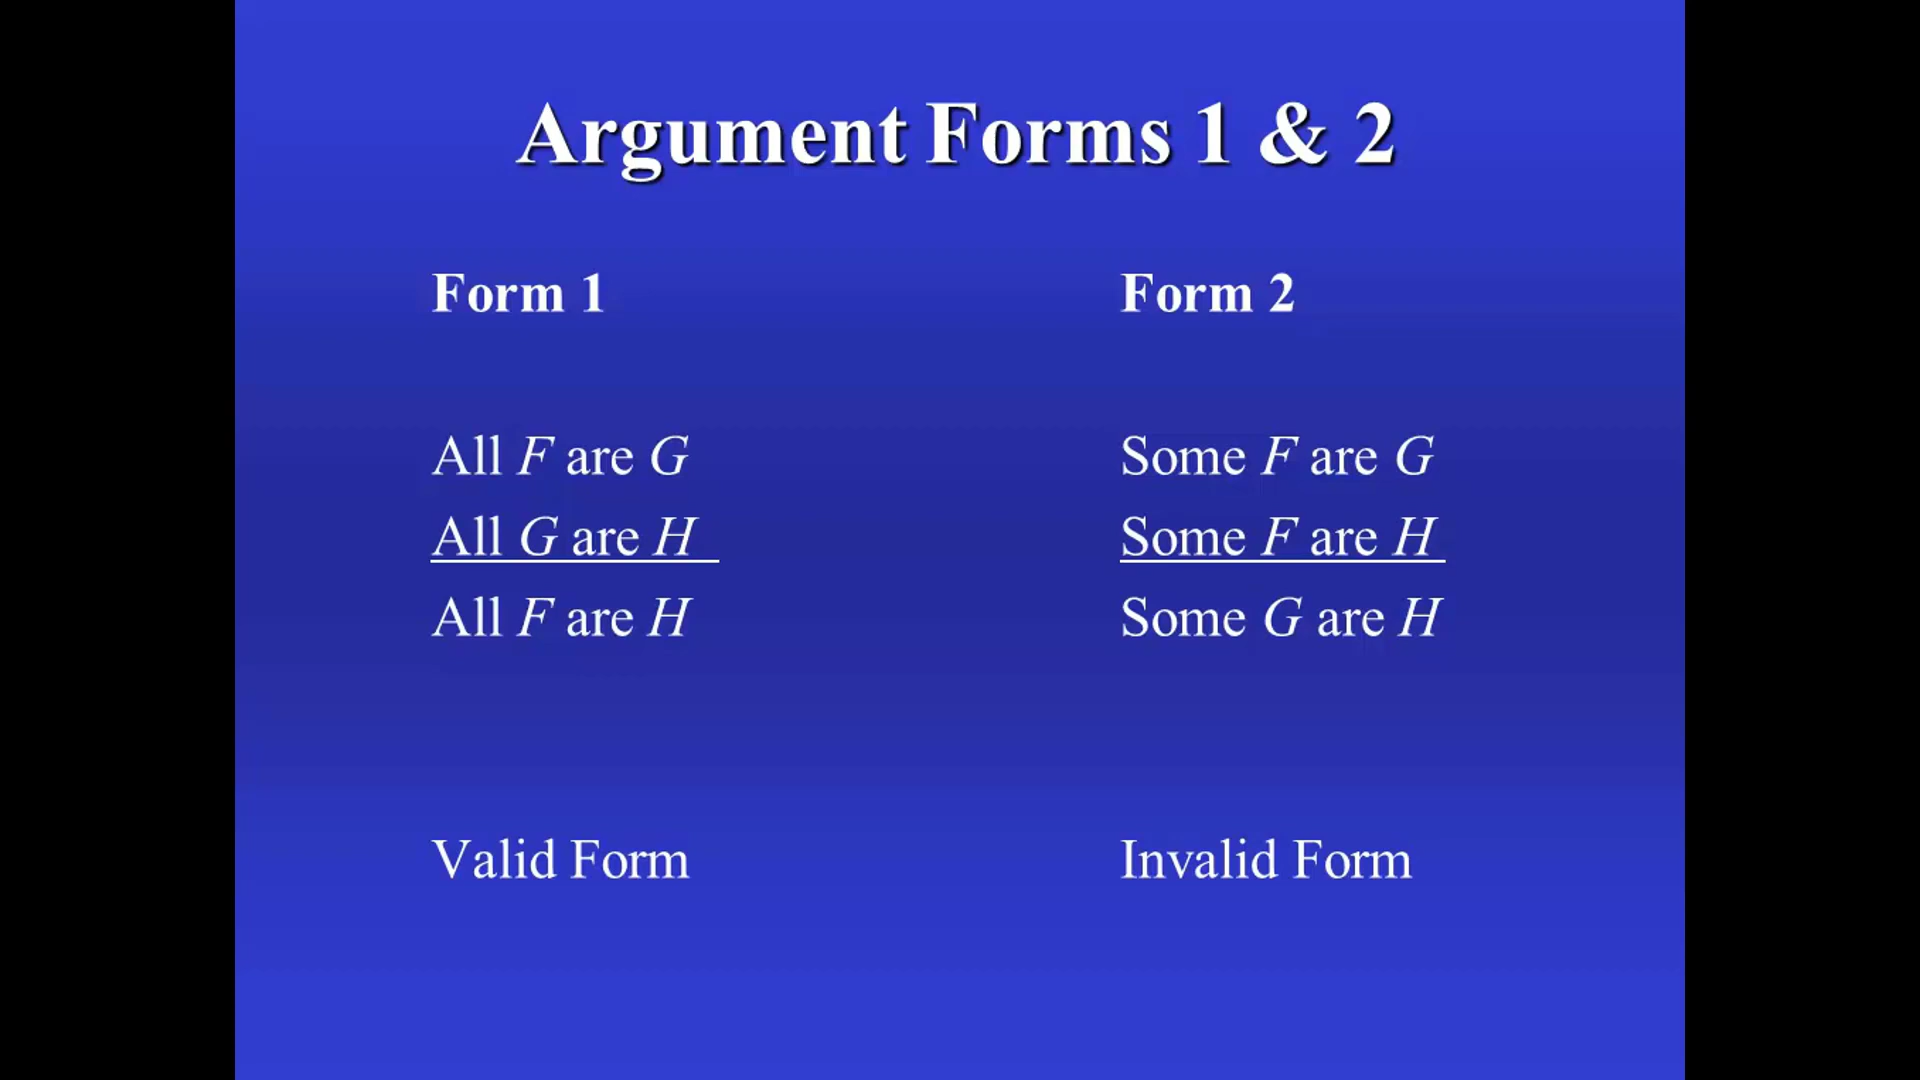 Argument Forms 1 & 2
Form 1
All F are G
All G are H
All F are H
Valid Form
Form 2
Some F are G
Some F are H
Some G are H
Invalid Form